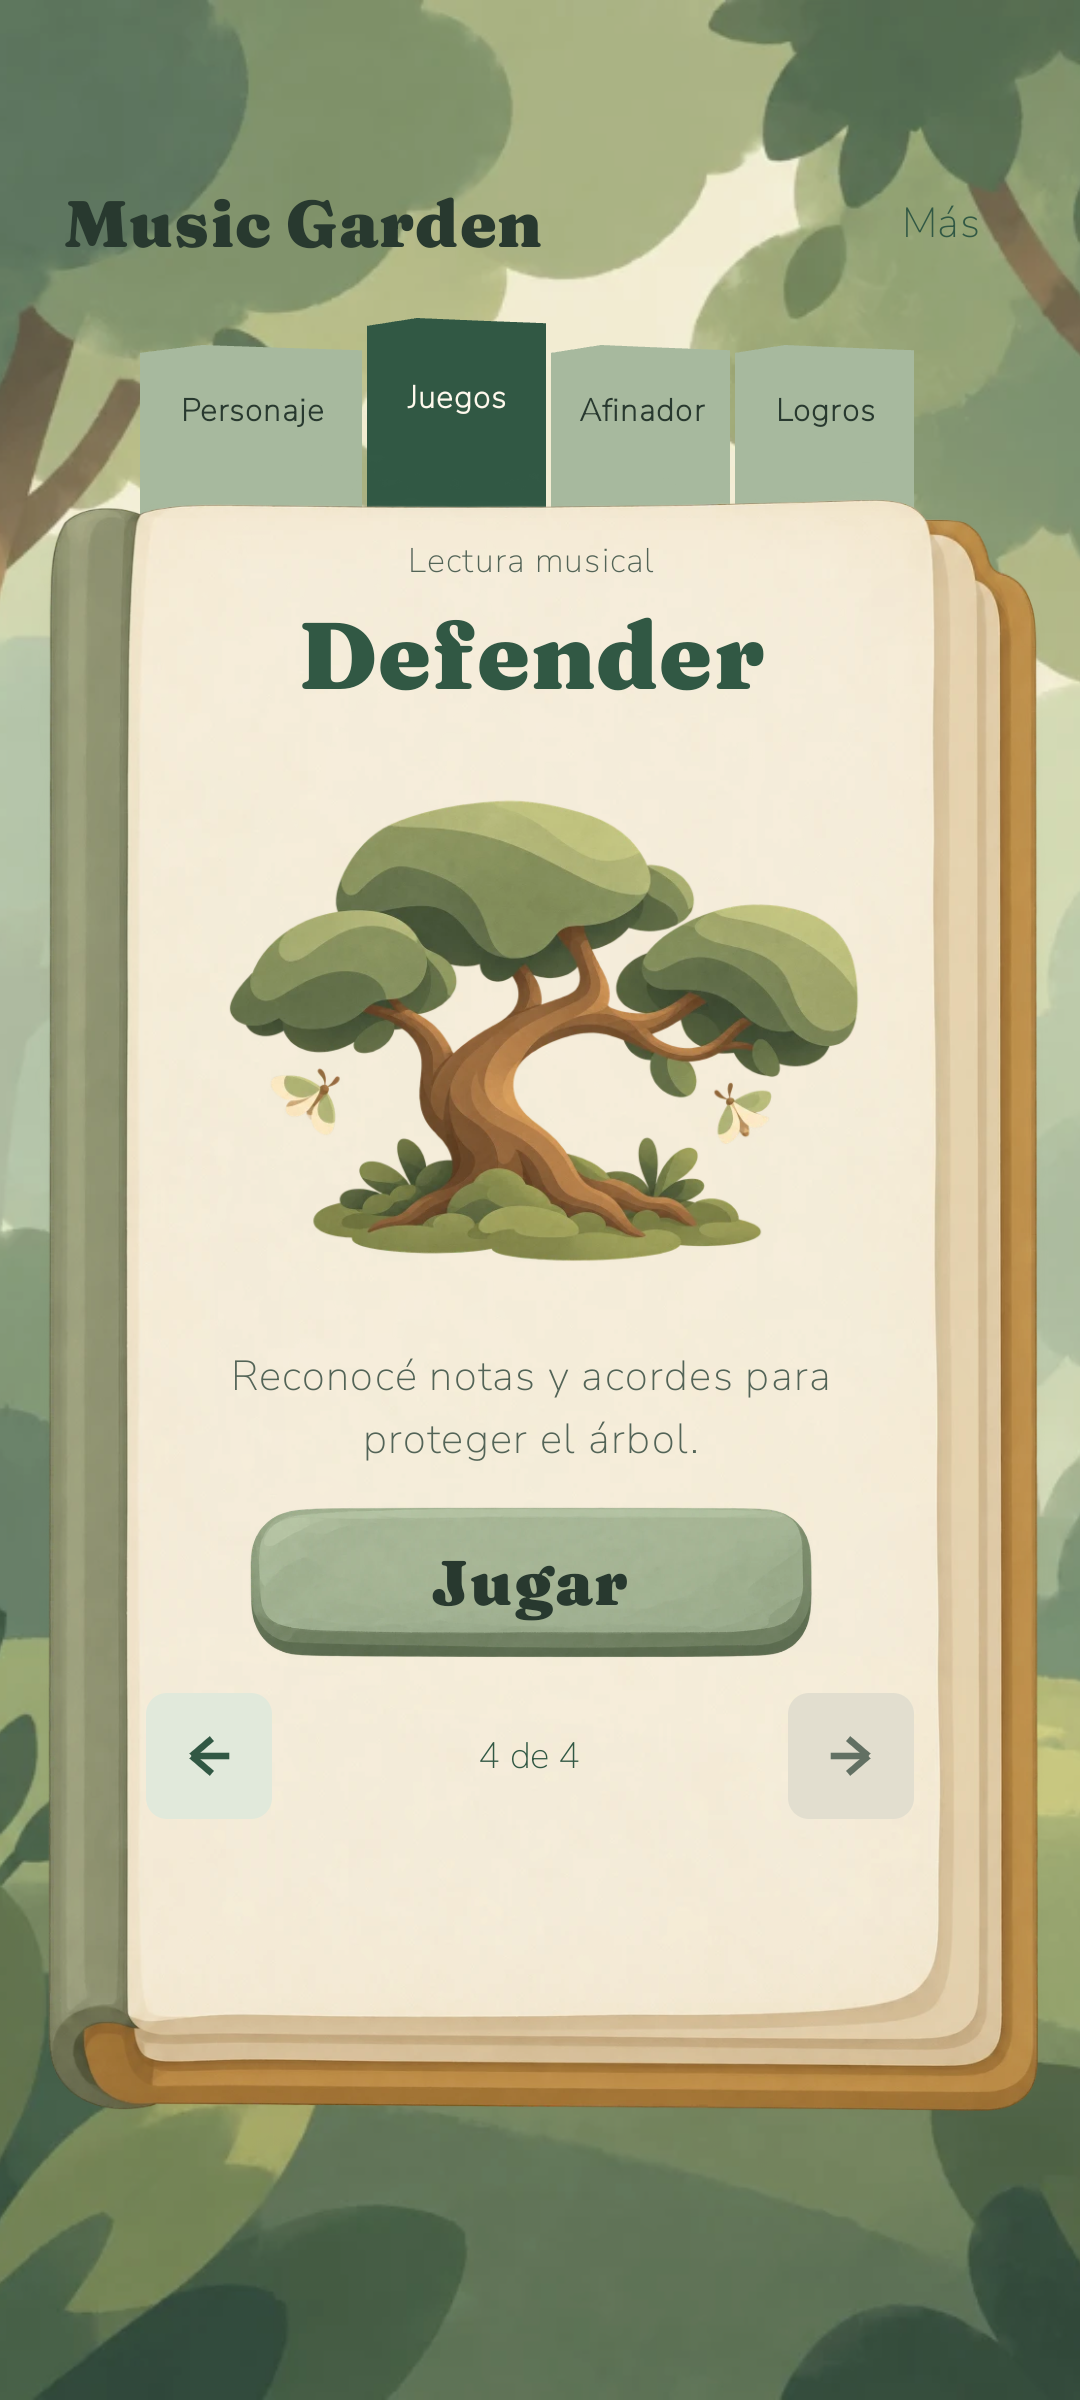 Music Garden
Más
Personaje
Juegos
Afinador
Logros
Lectura musical
Defender
Reconocé notas y acordes para
proteger el árbol.
Jugar
4 de 4